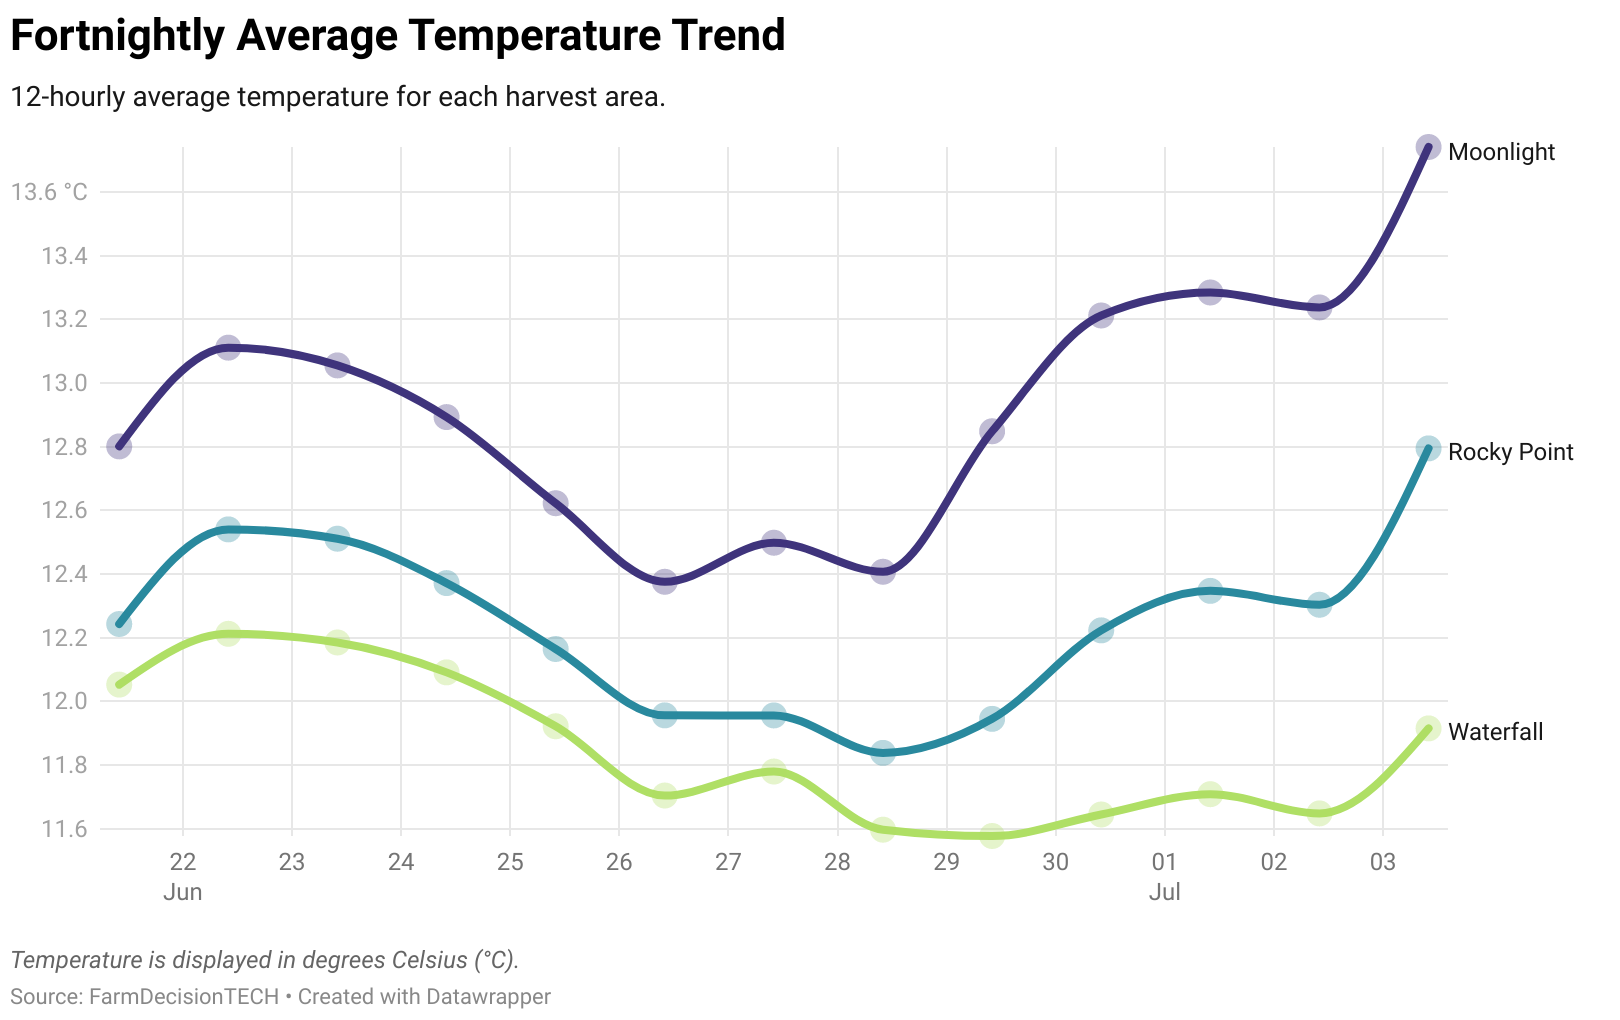 Fortnightly Average Temperature Trend
12-hourly average temperature for each harvest area.
Moonlight
13.6 °C
13.4
13.2
13.0
12.8
Rocky Point
12.6
12.4
12.2
12.0
Waterfall
11.8
11.6
22 23 24 25 26 27 28 29 30 01 02 03
Jun Jul
Temperature is displayed in degrees Celsius (°C).
Source: FarmDecisionTECH • Created with Datawrapper